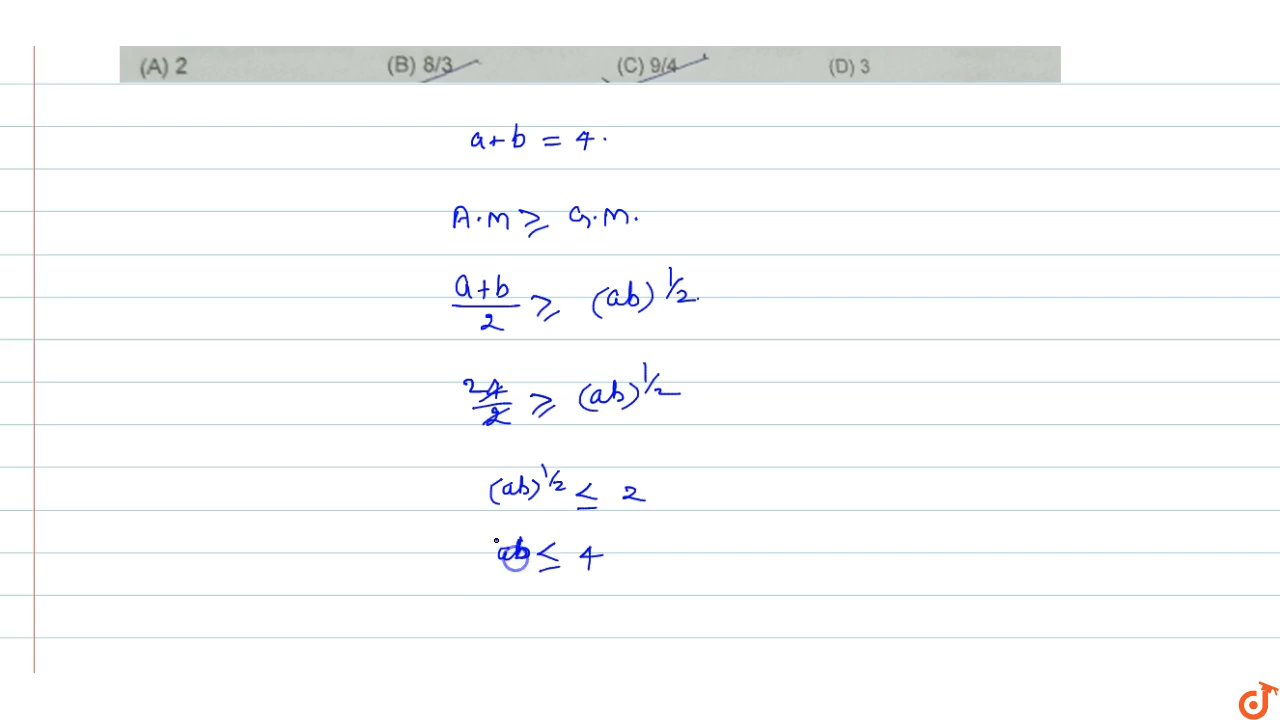 (A) 2 (B) 8/3 (C) 9/4 (D) 3
a+b = 4.
A.M ≥ G.M.
a+b/2 ≥ (ab)^1/2.
2 4/2 ≥ (ab)^1/2
(ab)^1/2 ≤ 2
ab ≤ 4